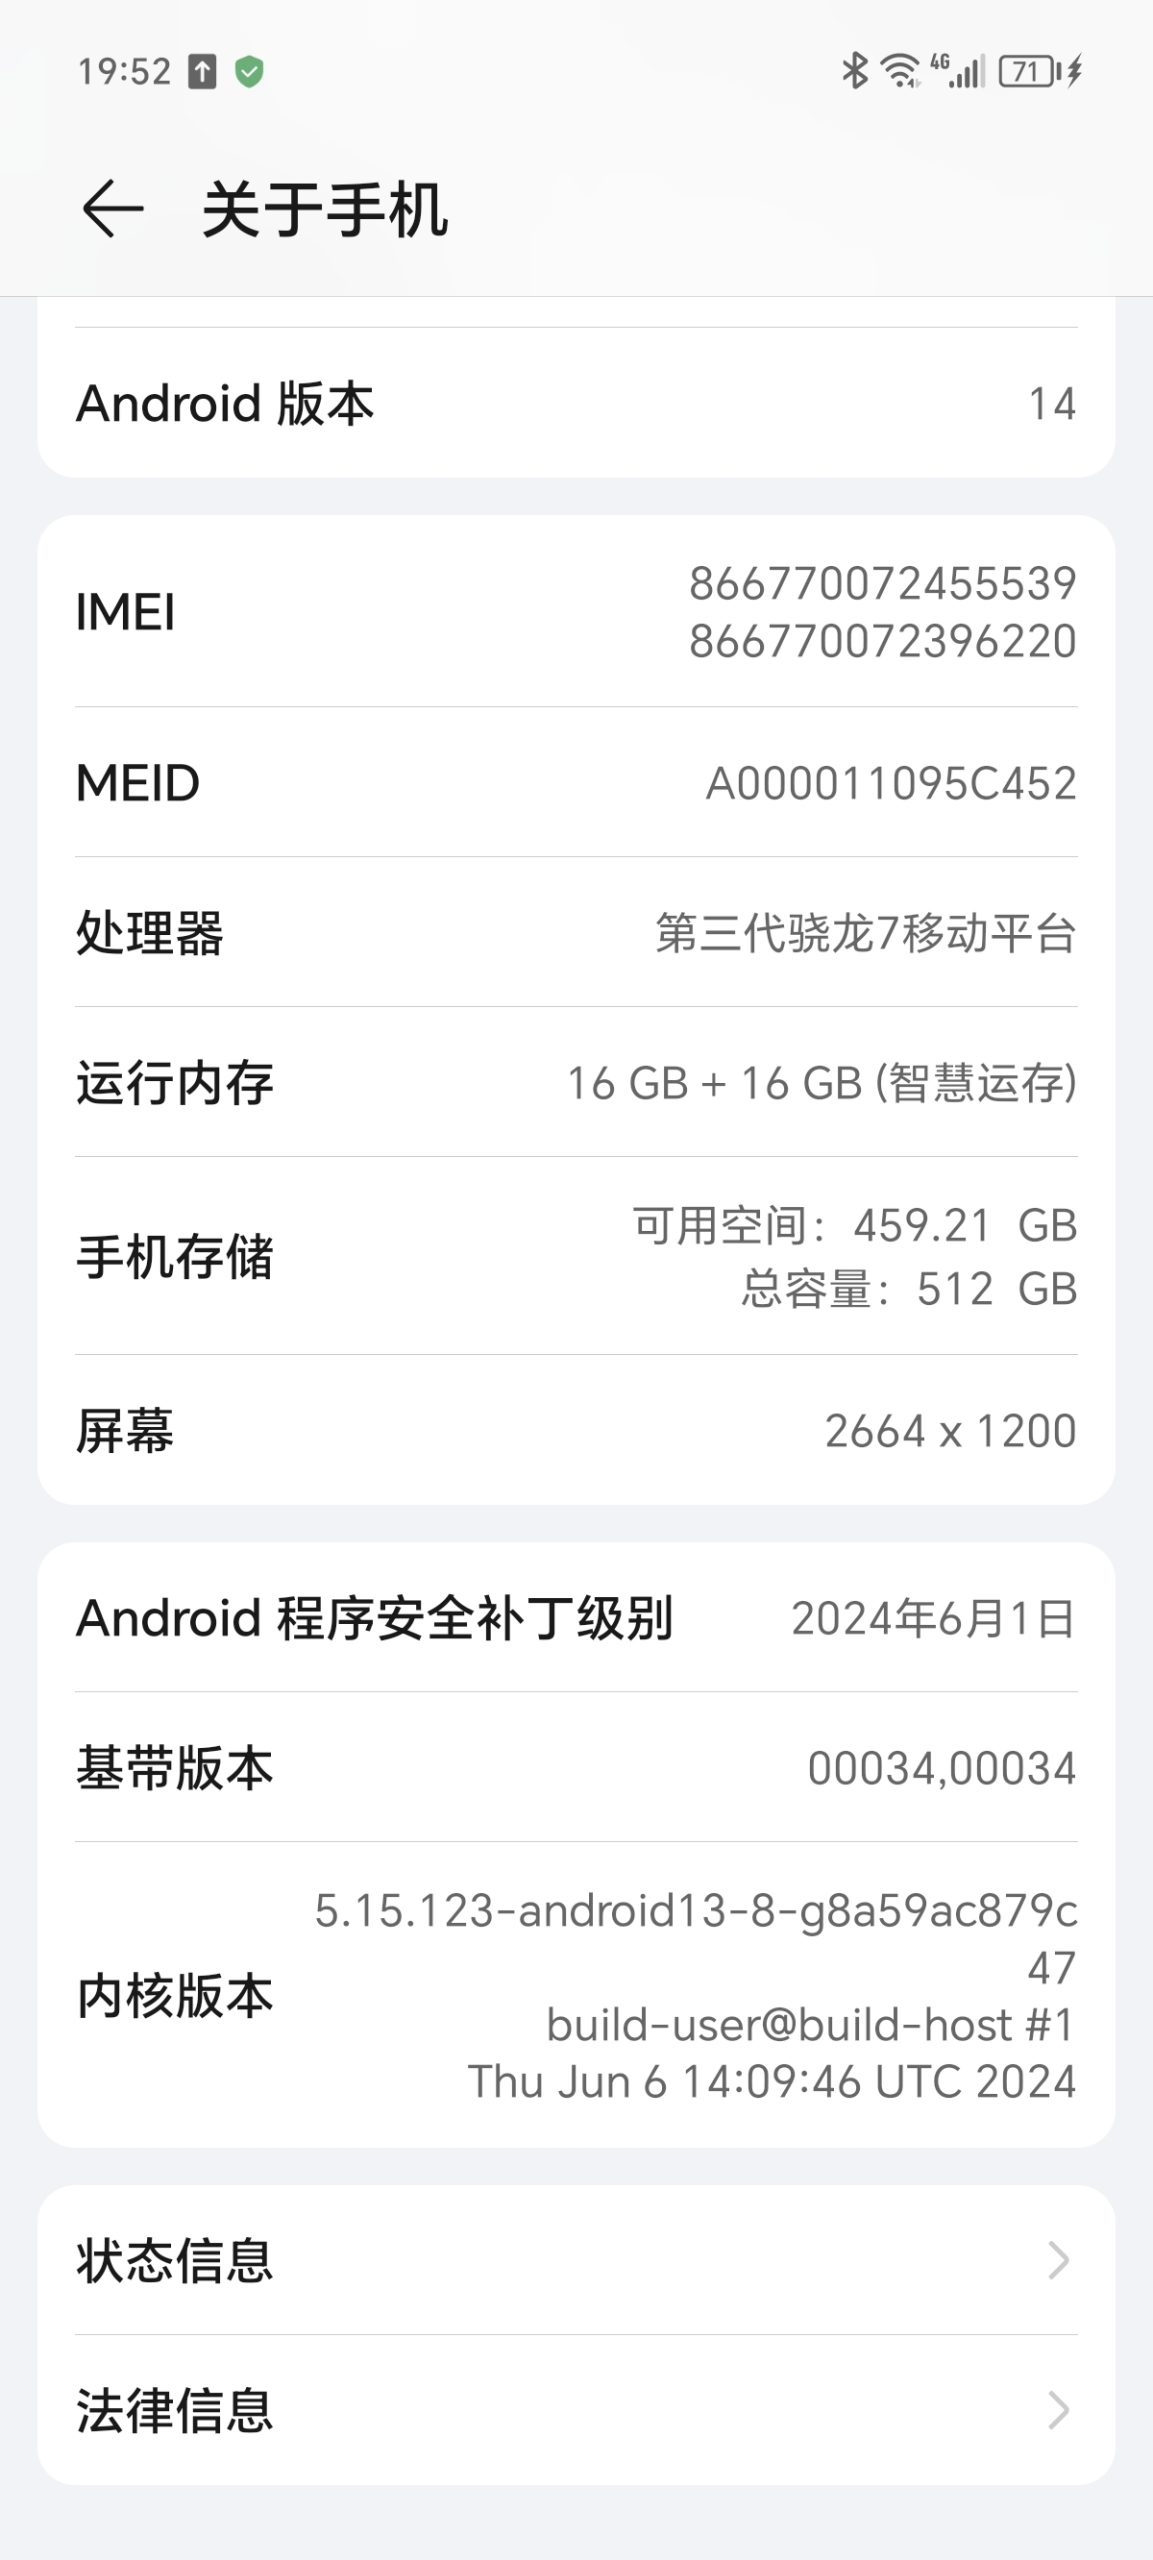 19:52
4G 71
关于手机
Android 版本 14
IMEI 866770072455539
866770072396220
MEID A000011095C452
处理器 第三代骁龙7移动平台
运行内存 16 GB + 16 GB (智慧运存)
手机存储 可用空间：459.21 GB
总容量：512 GB
屏幕 2664 x 1200
Android 程序安全补丁级别 2024年6月1日
基带版本 00034,00034
内核版本 5.15.123-android13-8-g8a59ac879c
47
build-user@build-host #1
Thu Jun 6 14:09:46 UTC 2024
状态信息
法律信息